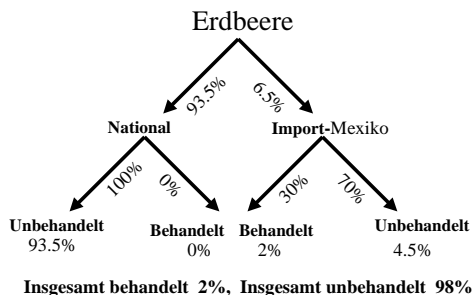 Erdbeere
93.5% 6.5%
National Import-Mexiko
100% 0% 30% 70%
Unbehandelt Behandelt Behandelt Unbehandelt
93.5% 0% 2% 4.5%
Insgesamt behandelt 2%, Insgesamt unbehandelt 98%